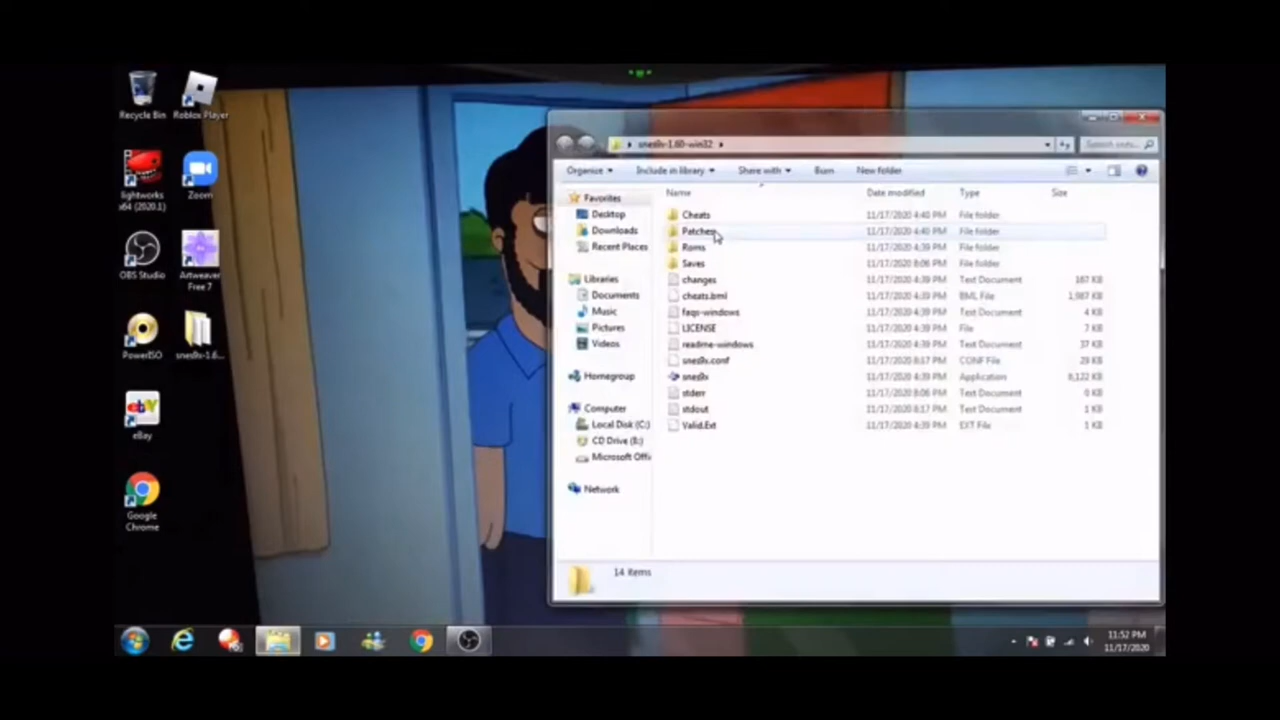 Recycle Bin
Roblox Player
lightworks
x64 (2020.1)
Zoom
OBS Studio
Artweaver
Free 7
PowerISO
snes9x-1.6...
eBay
Google
Chrome
snes9x-1.60-win32
Organize
Include in library
Share with
Burn
New folder
Favorites
Desktop
Downloads
Recent Places
Libraries
Documents
Music
Pictures
Videos
Homegroup
Computer
Local Disk (C:)
CD Drive
Microsoft Offi
Network
Name Date modified Type Size
Cheats 11/17/2020 4:40 PM File folder
Patches 11/17/2020 4:40 PM File folder
Roms 11/17/2020 4:39 PM File folder
Saves 11/17/2020 8:06 PM File folder
changes 11/17/2020 4:39 PM Text Document 167 KB
cheats.bml 11/17/2020 4:39 PM BML File 1,987 KB
faqs-windows 11/17/2020 4:39 PM Text Document 4 KB
LICENSE 11/17/2020 4:39 PM File 7 KB
readme-windows 11/17/2020 4:39 PM Text Document 37 KB
snes9x.conf 11/17/2020 8:17 PM CONF File 29 KB
snes9x 11/17/2020 4:39 PM Application 8,122 KB
stderr 11/17/2020 8:06 PM Text Document 0 KB
stdout 11/17/2020 8:17 PM Text Document 1 KB
Valid.Ext 11/17/2020 4:39 PM EXT File 1 KB
14 items
11:52 PM
11/17/2020